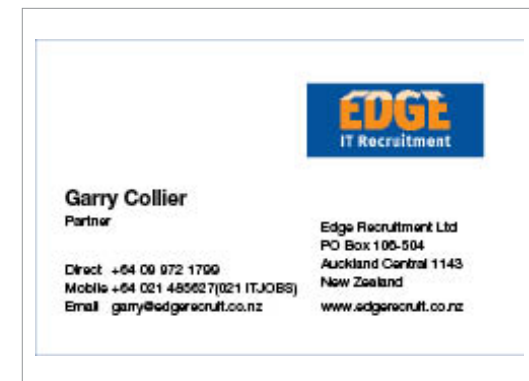 EDGE
IT Recruitment
Garry Collier
Partner
Direct +64 09 972 1799
Mobile +64 021 485627(021 ITJOBS)
Email garry@edgerecruit.co.nz
Edge Recruitment Ltd
PO Box 106-504
Auckland Central 1143
New Zealand
www.edgerecruit.co.nz